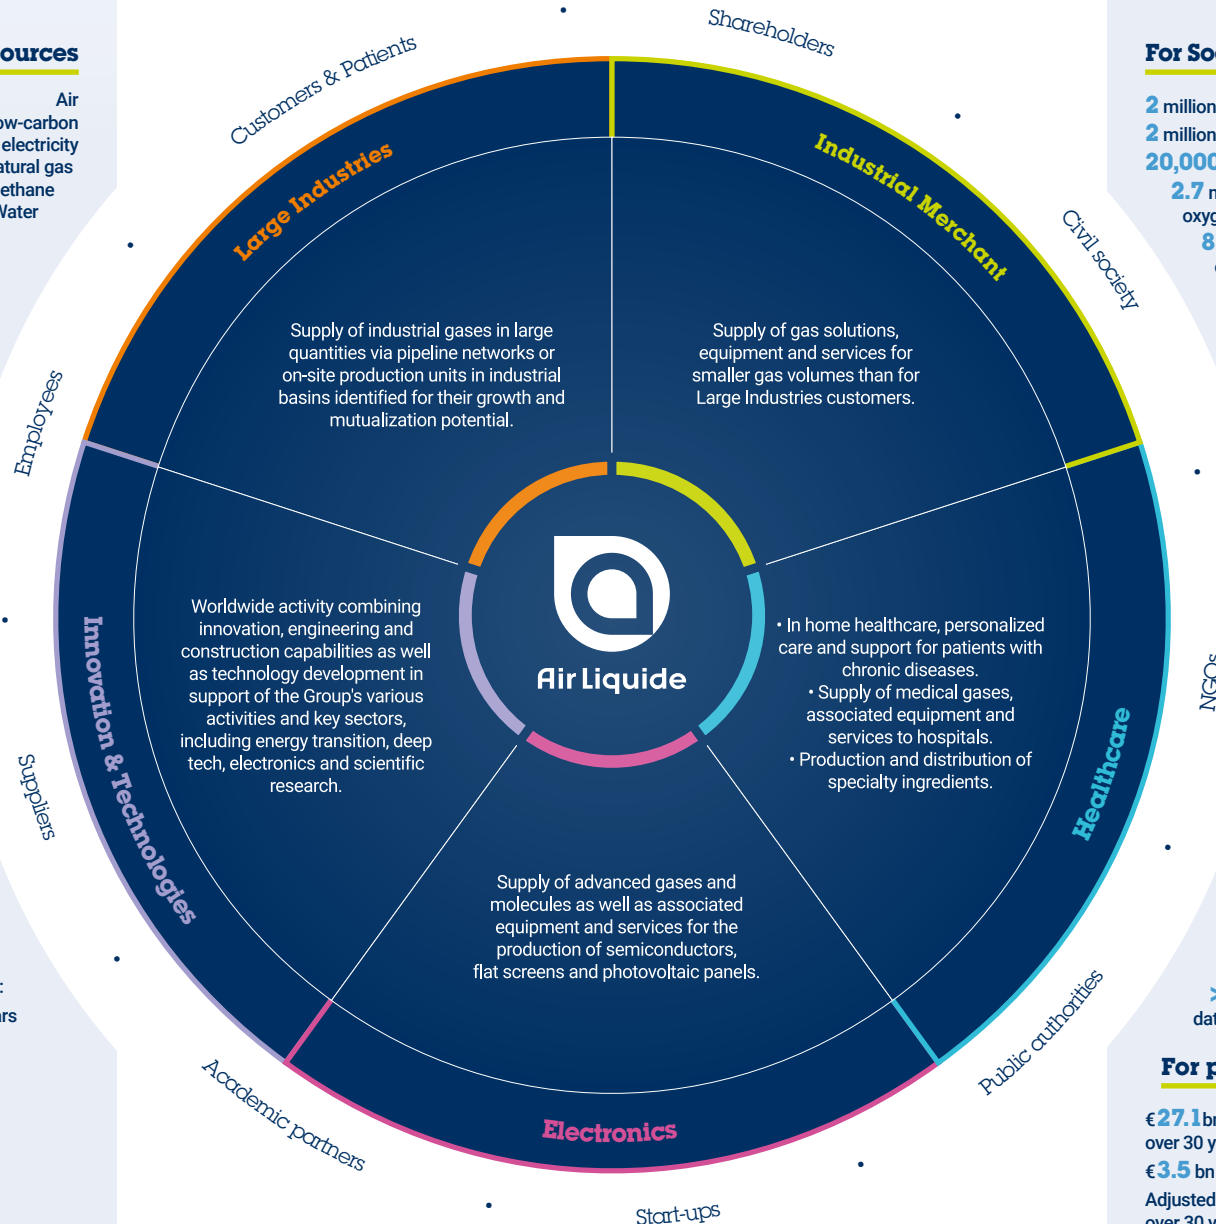 ources
Air
ow-carbon
electricity
atural gas
ethane
Water
:
rs
Customers & Patients
Shareholders
Civil society
NGOs
Public authorities
Start-ups
Academic partners
Suppliers
Employees
Large Industries
Supply of industrial gases in large
quantities via pipeline networks or
on-site production units in industrial
basins identified for their growth and
mutualization potential.
Industrial Merchant
Supply of gas solutions,
equipment and services for
smaller gas volumes than for
Large Industries customers.
Innovation & Technologies
Worldwide activity combining
innovation, engineering and
construction capabilities as well
as technology development in
support of the Group's various
activities and key sectors,
including energy transition, deep
tech, electronics and scientific
research.
Air Liquide
Healthcare
• In home healthcare, personalized
care and support for patients with
chronic diseases.
• Supply of medical gases,
associated equipment and
services to hospitals.
• Production and distribution of
specialty ingredients.
Electronics
Supply of advanced gases and
molecules as well as associated
equipment and services for the
production of semiconductors,
flat screens and photovoltaic panels.
For So
2 million
2 million
20,000
2.7
oxyg
8
>
dat
For p
€27.1bn
over 30 y
€3.5 bn
Adjusted
over 30 y